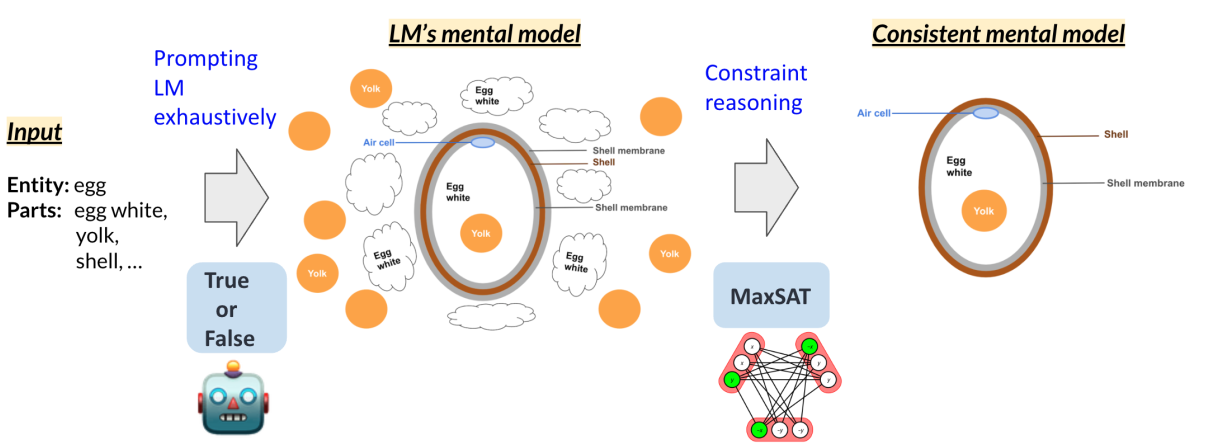 Input
Entity: egg
Parts: egg white,
yolk,
shell, ...
Prompting
LM
exhaustively
True
or
False
LM's mental model
Yolk
Egg
white
Air cell
Shell membrane
Shell
Egg
white
Shell membrane
Yolk
Egg
white
Egg
white
Yolk
Yolk
Constraint
reasoning
MaxSAT
Consistent mental model
Air cell
Shell
Egg
white
Shell membrane
Yolk